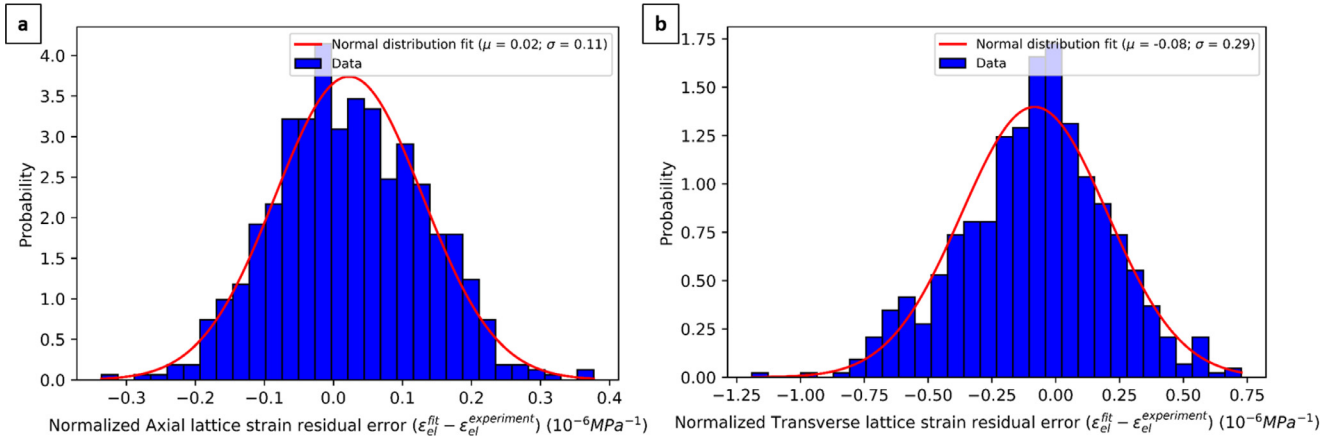 a
Normal distribution fit (μ = 0.02; σ = 0.11)
Data
4.0
3.5
3.0
2.5
2.0
1.5
1.0
0.5
0.0
Probability
−0.3 −0.2 −0.1 0.0 0.1 0.2 0.3 0.4
Normalized Axial lattice strain residual error (ε_el^fit − ε_el^experiment) (10^−6 MPa^−1)
b
Normal distribution fit (μ = -0.08; σ = 0.29)
Data
1.75
1.50
1.25
1.00
0.75
0.50
0.25
0.00
Probability
−1.25 −1.00 −0.75 −0.50 −0.25 0.00 0.25 0.50 0.75
Normalized Transverse lattice strain residual error (ε_el^fit − ε_el^experiment) (10^−6 MPa^−1)